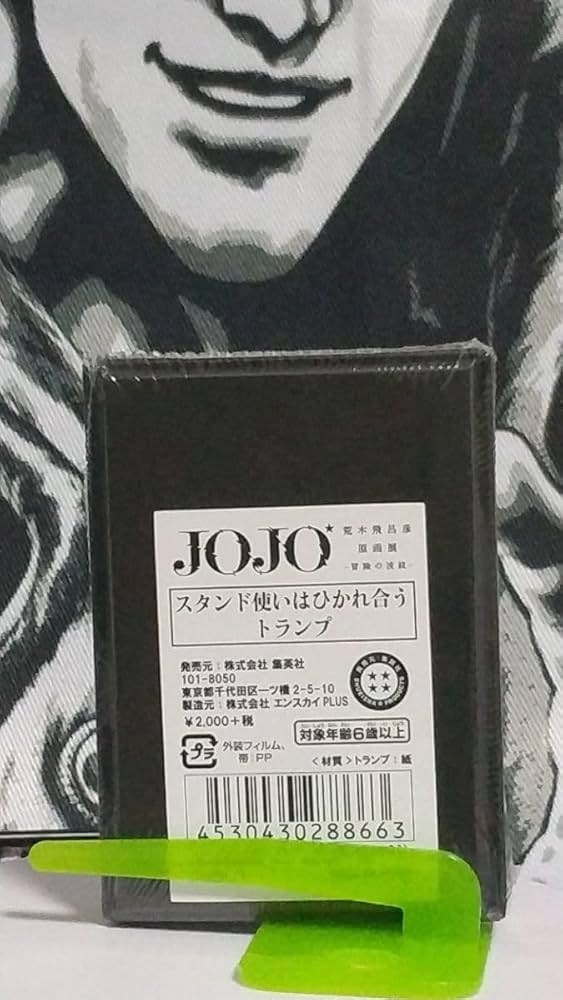 JOJO★
荒木飛呂彦
原画展
-冒険の波紋-
スタンド使いはひかれ合う
トランプ
発売元:株式会社 集英社
101-8050
東京都千代田区一ツ橋 2-5-10
製造元:株式会社 エンスカイ PLUS
¥2,000+税
対象年齢6歳以上
プラ
外装フィルム、
帯:PP
<材質>トランプ:紙
4530430288663